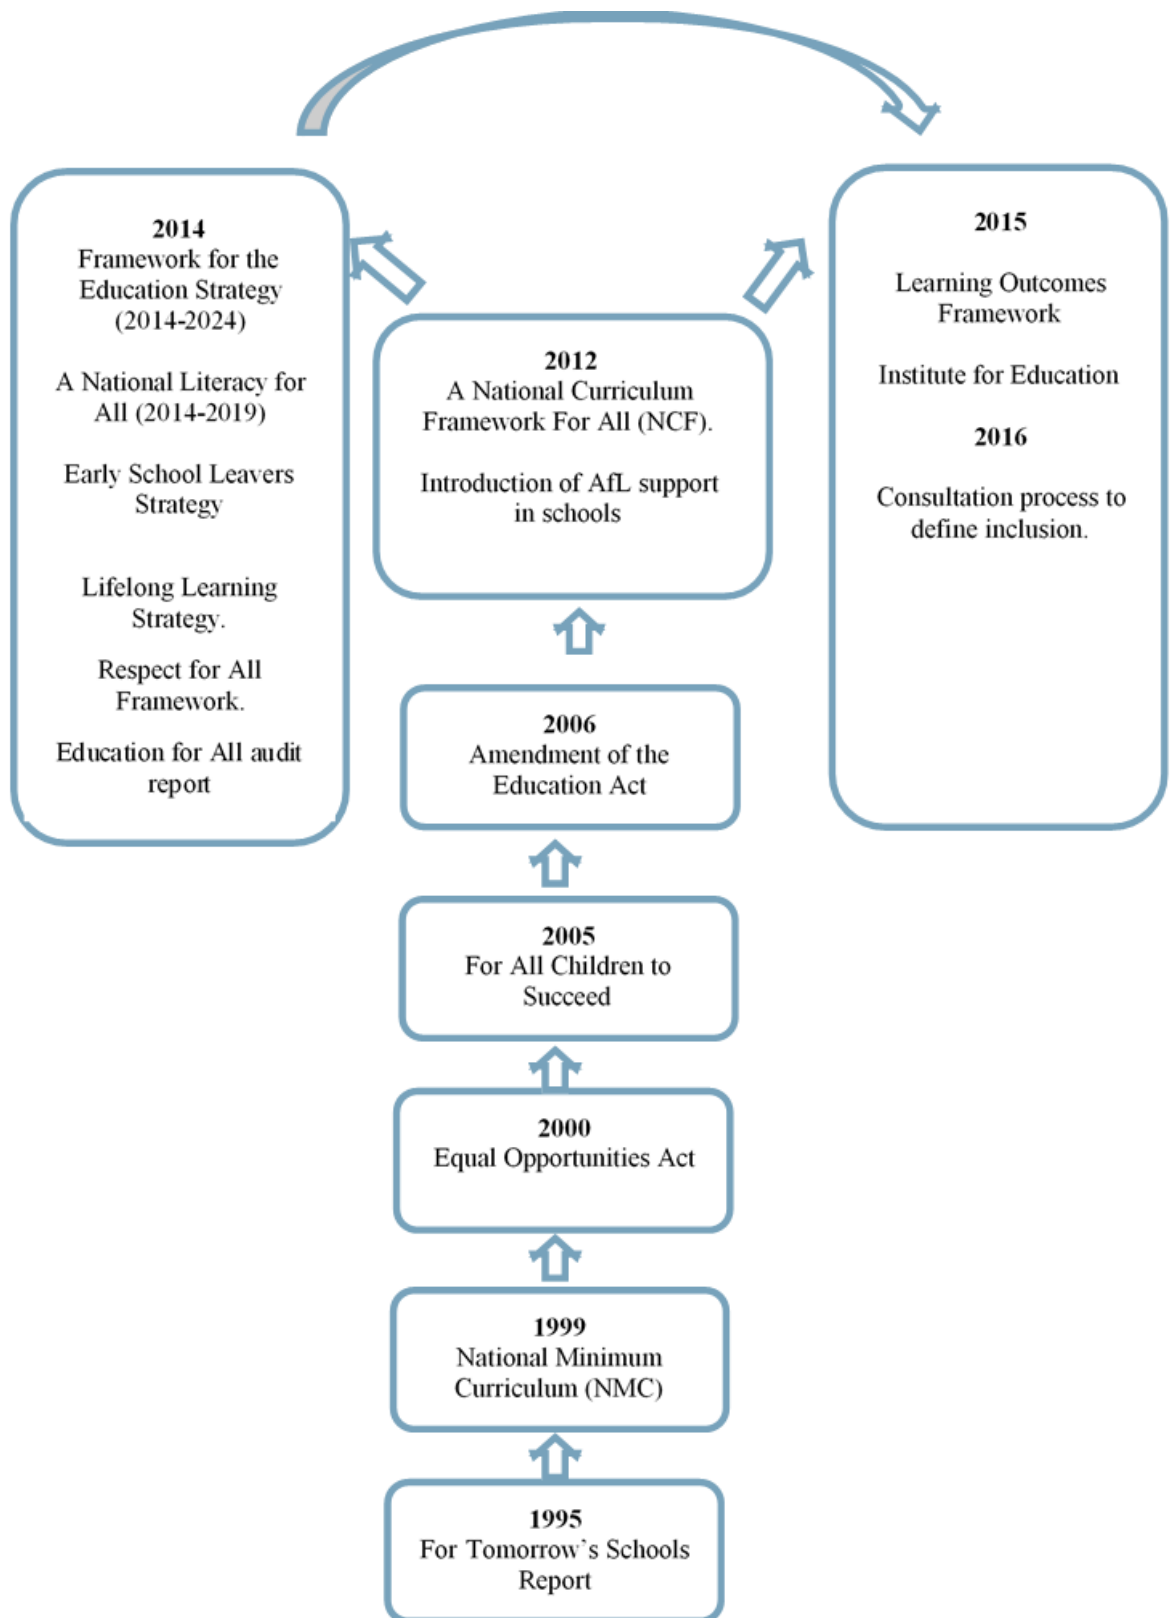 2014
Framework for the
Education Strategy
(2014-2024)
A National Literacy for
All (2014-2019)
Early School Leavers
Strategy
Lifelong Learning
Strategy.
Respect for All
Framework.
Education for All audit
report
2012
A National Curriculum
Framework For All (NCF).
Introduction of AfL support
in schools
2015
Learning Outcomes
Framework
Institute for Education
2016
Consultation process to
define inclusion.
2006
Amendment of the
Education Act
2005
For All Children to
Succeed
2000
Equal Opportunities Act
1999
National Minimum
Curriculum (NMC)
1995
For Tomorrow’s Schools
Report